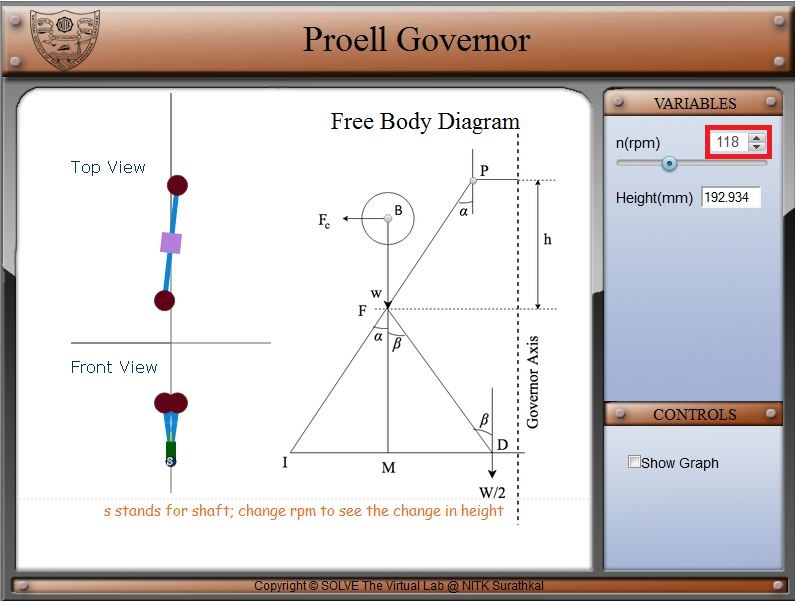 Proell Governor
Free Body Diagram
Top View
Front View
P
α
B
Fc
h
w
F
α
β
Governor Axis
β
D
I
M
W/2
s
s stands for shaft; change rpm to see the change in height
VARIABLES
n(rpm)
118
Height(mm) 192.934
CONTROLS
Show Graph
Copyright © SOLVE The Virtual Lab @ NITK Surathkal